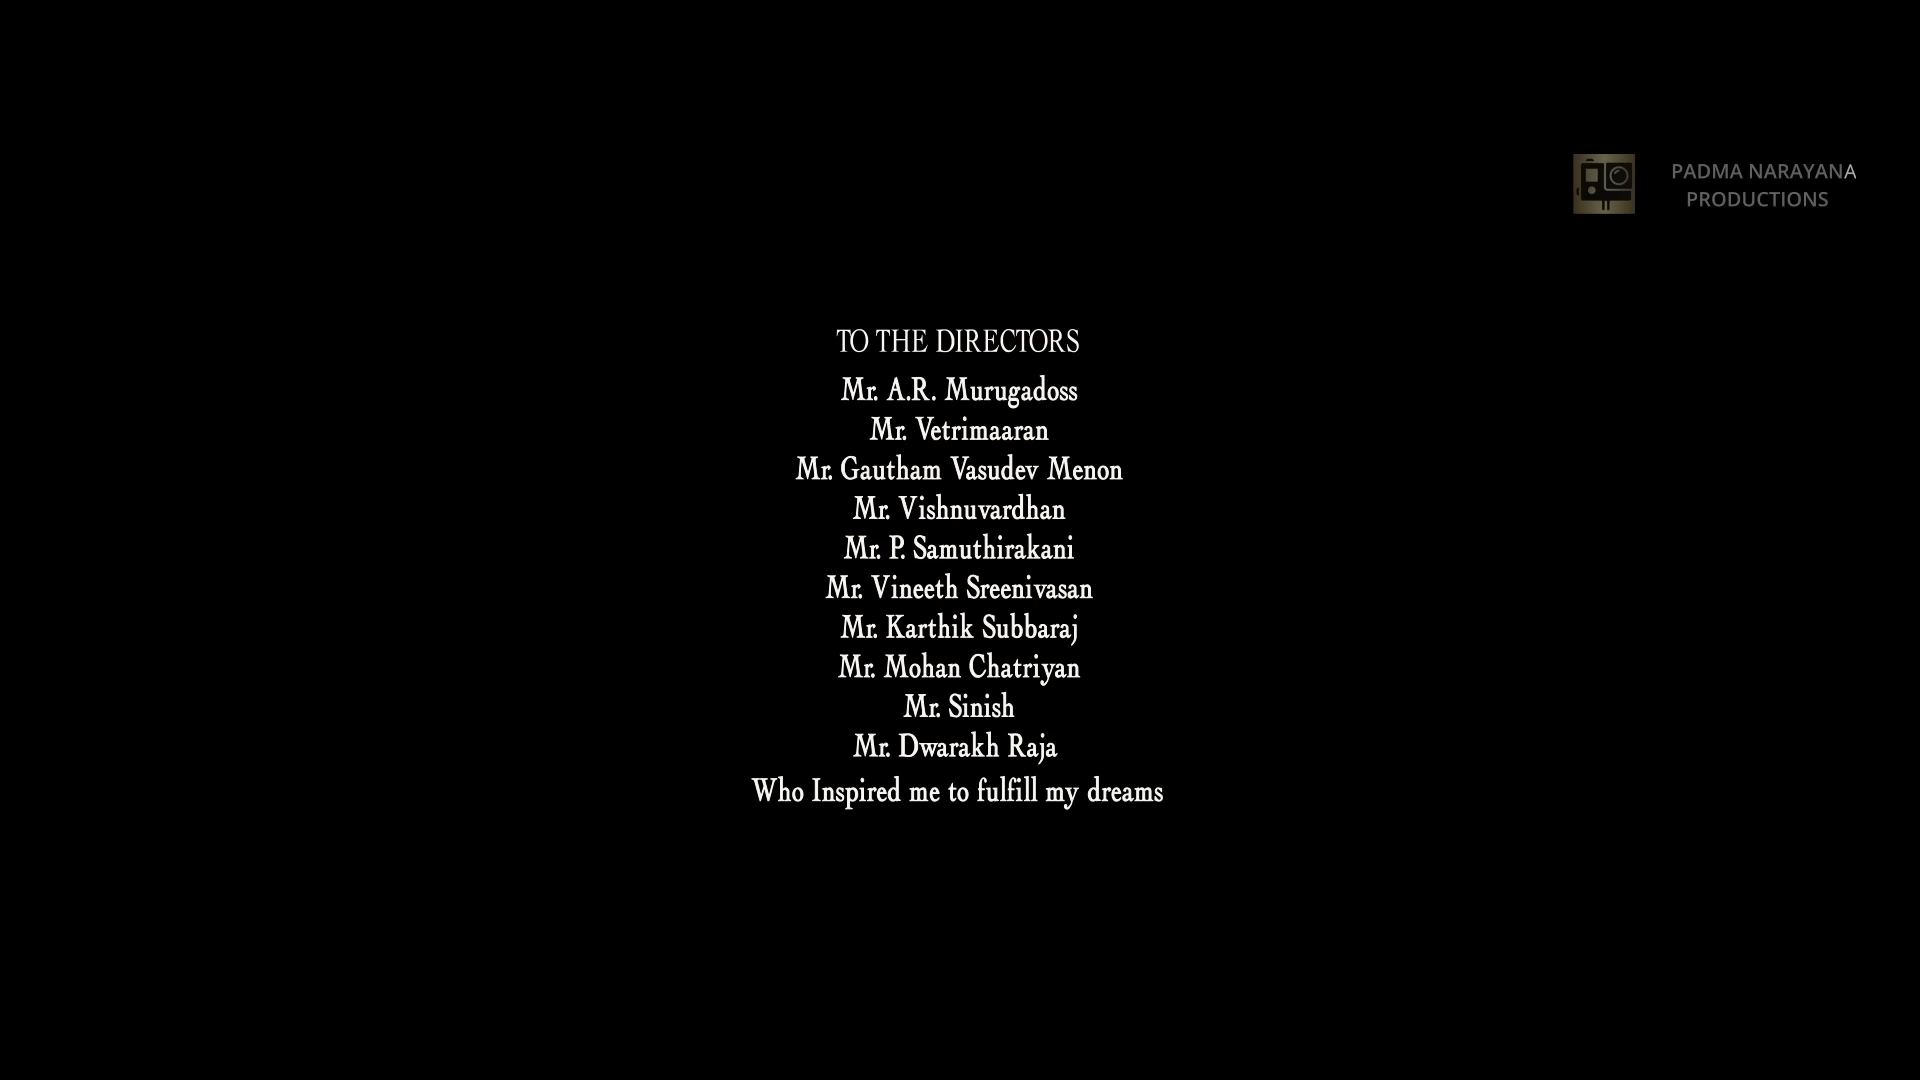 PADMA NARAYANA
PRODUCTIONS
TO THE DIRECTORS
Mr. A.R. Murugadoss
Mr. Vetrimaaran
Mr. Gautham Vasudev Menon
Mr. Vishnuvardhan
Mr. P. Samuthirakani
Mr. Vineeth Sreenivasan
Mr. Karthik Subbaraj
Mr. Mohan Chatriyan
Mr. Sinish
Mr. Dwarakh Raja
Who Inspired me to fulfill my dreams